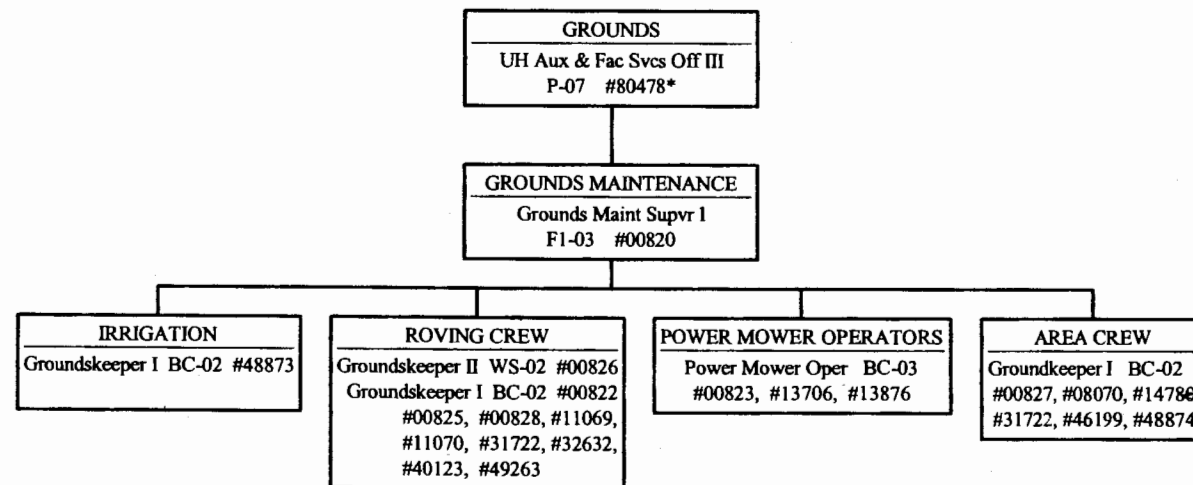 GROUNDS
UH Aux & Fac Svcs Off III
P-07 #80478*
GROUNDS MAINTENANCE
Grounds Maint Supvr 1
F1-03 #00820
IRRIGATION
Groundskeeper I BC-02 #48873
ROVING CREW
Groundskeeper II WS-02 #00826
Groundskeeper I BC-02 #00822
#00825, #00828, #11069,
#11070, #31722, #32632,
#40123, #49263
POWER MOWER OPERATORS
Power Mower Oper BC-03
#00823, #13706, #13876
AREA CREW
Groundkeeper I BC-02
#00827, #08070,
#31722, #46199, #48874